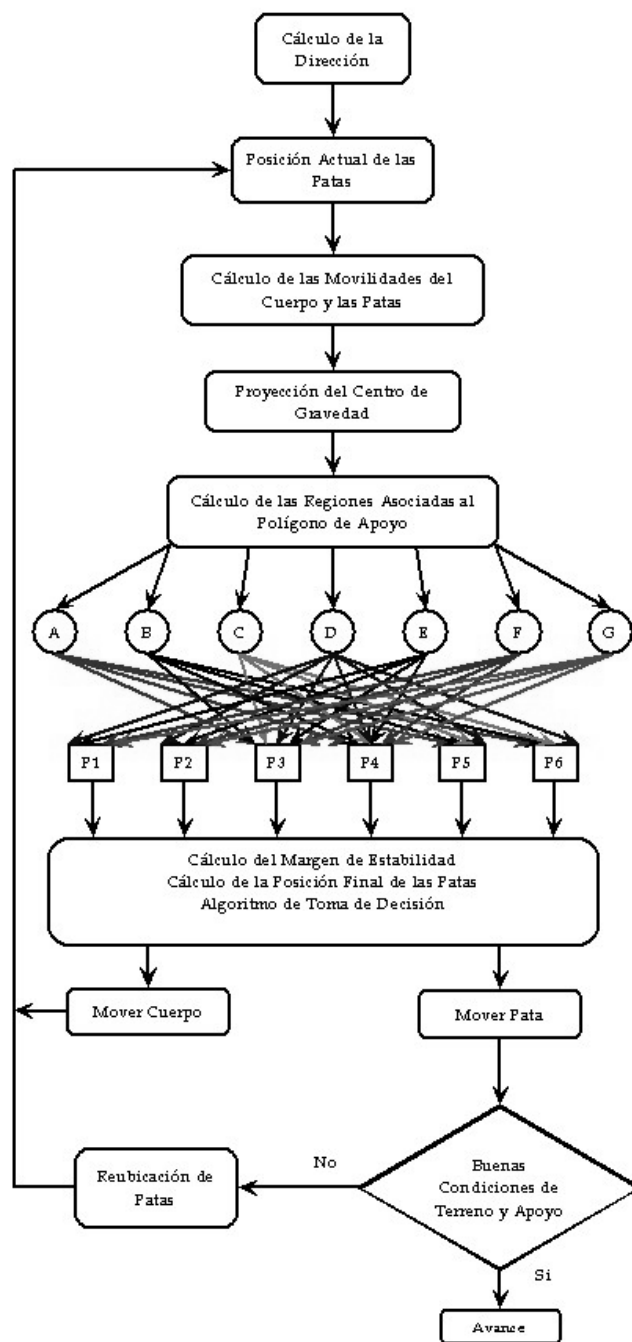 Cálculo de la
Dirección
Posición Actual de las
Patas
Cálculo de las Movilidades del
Cuerpo y las Patas
Proyección del Centro de
Gravedad
Cálculo de las Regiones Asociadas al
Polígono de Apoyo
A B C D E F G
P1 P2 P3 P4 P5 P6
Cálculo del Margen de Estabilidad
Cálculo de la Posición Final de las Patas
Algoritmo de Toma de Decisión
Mover Cuerpo
Mover Pata
Reubicación de
Patas
No
Buenas
Condiciones de
Terreno y Apoyo
Si
Avance